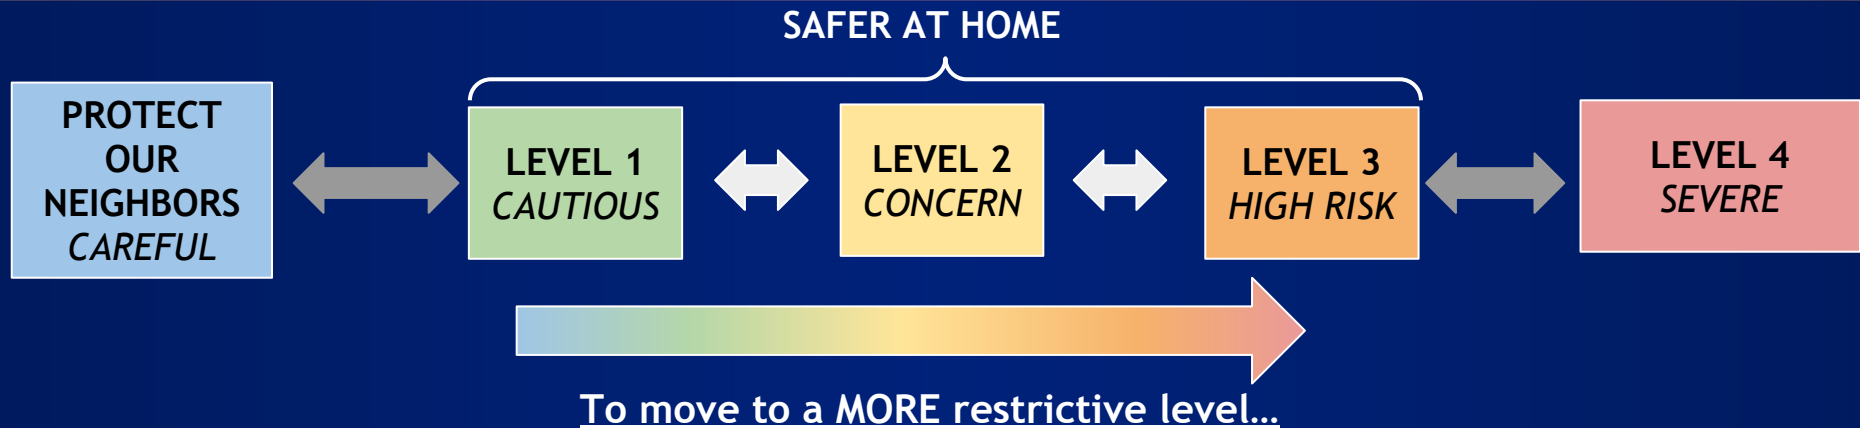 SAFER AT HOME
PROTECT
OUR
NEIGHBORS
CAREFUL
LEVEL 1
CAUTIOUS
LEVEL 2
CONCERN
LEVEL 3
HIGH RISK
LEVEL 4
SEVERE
To move to a MORE restrictive level…